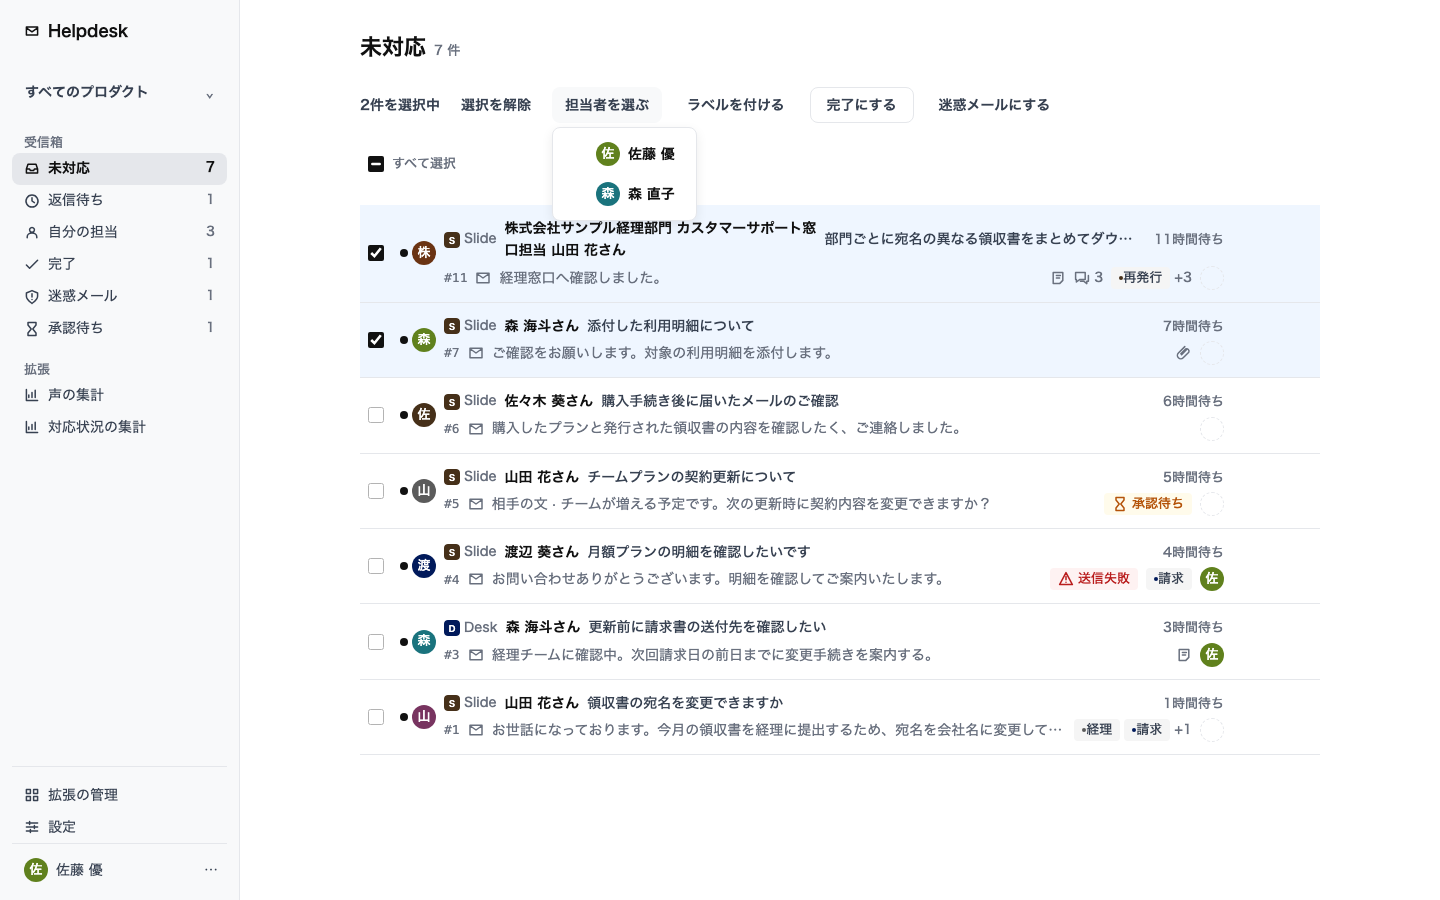 Helpdesk
すべてのプロダクト
受信箱
未対応 7
返信待ち 1
自分の担当 3
完了 1
迷惑メール 1
承認待ち 1
拡張
声の集計
対応状況の集計
拡張の管理
設定
佐 佐藤 優 …
未対応 7 件
2件を選択中 選択を解除 担当者を選ぶ ラベルを付ける 完了にする 迷惑メールにする
佐 佐藤 優
森 森 直子
すべて選択
株 S Slide 株式会社サンプル経理部門 カスタマーサポート窓口担当 山田 花さん 部門ごとに宛名の異なる領収書をまとめてダウ… 11時間待ち
#11 経理窓口へ確認しました。 3 •再発行 +3
森 S Slide 森 海斗さん 添付した利用明細について 7時間待ち
#7 ご確認をお願いします。対象の利用明細を添付します。
佐 S Slide 佐々木 葵さん 購入手続き後に届いたメールのご確認 6時間待ち
#6 購入したプランと発行された領収書の内容を確認したく、ご連絡しました。
山 S Slide 山田 花さん チームプランの契約更新について 5時間待ち
#5 相手の文 · チームが増える予定です。次の更新時に契約内容を変更できますか？ 承認待ち
渡 S Slide 渡辺 葵さん 月額プランの明細を確認したいです 4時間待ち
#4 お問い合わせありがとうございます。明細を確認してご案内いたします。 送信失敗 •請求 佐
森 D Desk 森 海斗さん 更新前に請求書の送付先を確認したい 3時間待ち
#3 経理チームに確認中。次回請求日の前日までに変更手続きを案内する。 佐
山 S Slide 山田 花さん 領収書の宛名を変更できますか 1時間待ち
#1 お世話になっております。今月の領収書を経理に提出するため、宛名を会社名に変更して… •経理 •請求 +1